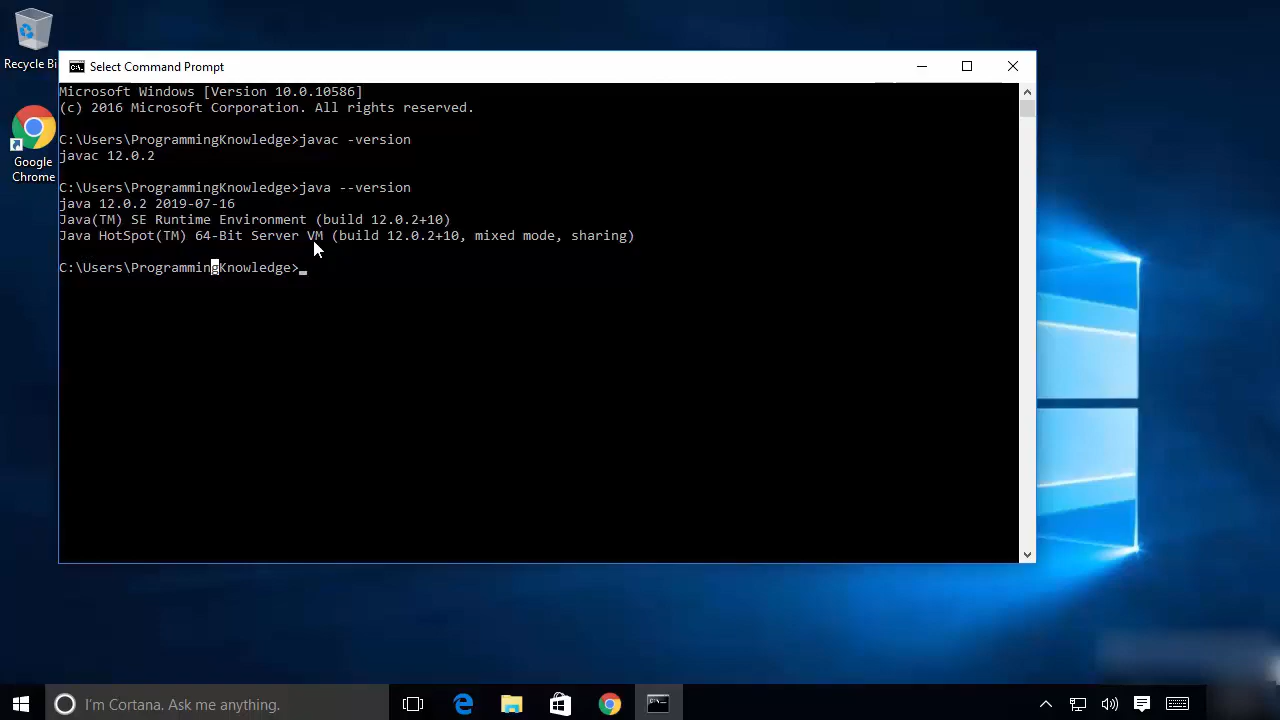 Recycle Bi
Google
Chrome
Select Command Prompt
Microsoft Windows [Version 10.0.10586]
(c) 2016 Microsoft Corporation. All rights reserved.
C:\Users\ProgrammingKnowledge>javac -version
javac 12.0.2
C:\Users\ProgrammingKnowledge>java --version
java 12.0.2 2019-07-16
Java(TM) SE Runtime Environment (build 12.0.2+10)
Java HotSpot(TM) 64-Bit Server VM (build 12.0.2+10, mixed mode, sharing)
C:\Users\ProgrammingKnowledge>_
I'm Cortana. Ask me anything.